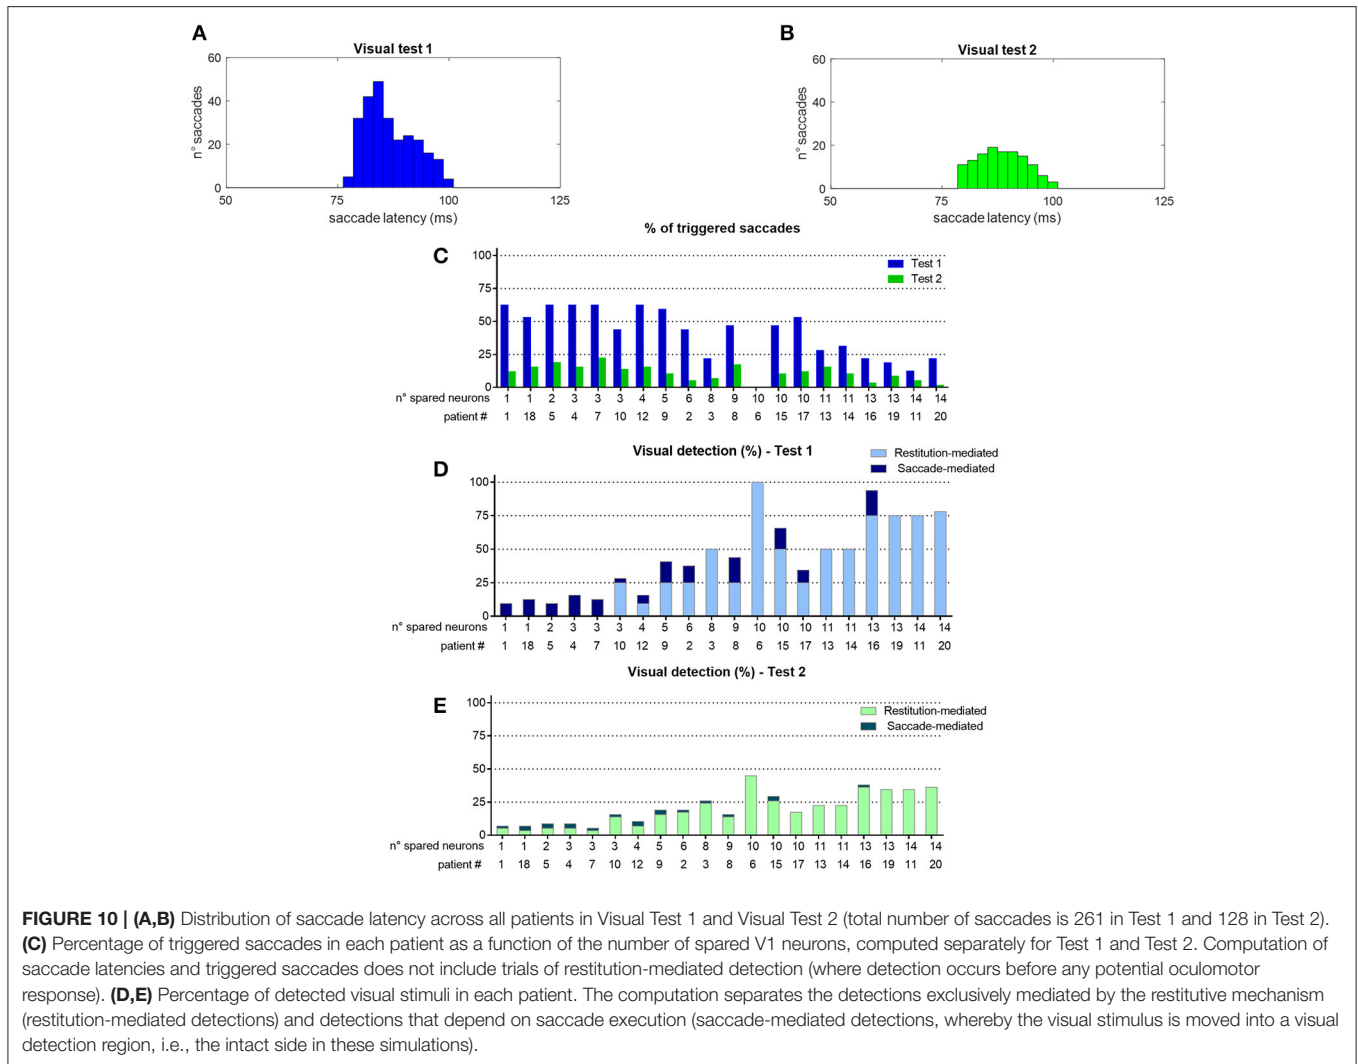 A
Visual test 1
60
40
20
0
n° saccades
50 75 100 125
saccade latency (ms)
B
Visual test 2
60
40
20
0
n° saccades
50 75 100 125
saccade latency (ms)
% of triggered saccades
C
100
75
50
25
0
Test 1
Test 2
n° spared neurons 1 1 2 3 3 3 4 5 6 8 9 10 10 10 11 11 13 13 14 14
patient # 1 18 5 4 7 10 12 9 2 3 8 6 15 17 13 14 16 19 11 20
Visual detection (%) - Test 1
D
Restitution-mediated
Saccade-mediated
100
75
50
25
0
n° spared neurons 1 1 2 3 3 3 4 5 6 8 9 10 10 10 11 11 13 13 14 14
patient # 1 18 5 4 7 10 12 9 2 3 8 6 15 17 13 14 16 19 11 20
Visual detection (%) - Test 2
E
Restitution-mediated
Saccade-mediated
100
75
50
25
0
n° spared neurons 1 1 2 3 3 3 4 5 6 8 9 10 10 10 11 11 13 13 14 14
patient # 1 18 5 4 7 10 12 9 2 3 8 6 15 17 13 14 16 19 11 20
FIGURE 10 | (A,B) Distribution of saccade latency across all patients in Visual Test 1 and Visual Test 2 (total number of saccades is 261 in Test 1 and 128 in Test 2).
(C) Percentage of triggered saccades in each patient as a function of the number of spared V1 neurons, computed separately for Test 1 and Test 2. Computation of
saccade latencies and triggered saccades does not include trials of restitution-mediated detection (where detection occurs before any potential oculomotor
response). (D,E) Percentage of detected visual stimuli in each patient. The computation separates the detections exclusively mediated by the restitutive mechanism
(restitution-mediated detections) and detections that depend on saccade execution (saccade-mediated detections, whereby the visual stimulus is moved into a visual
detection region, i.e., the intact side in these simulations).